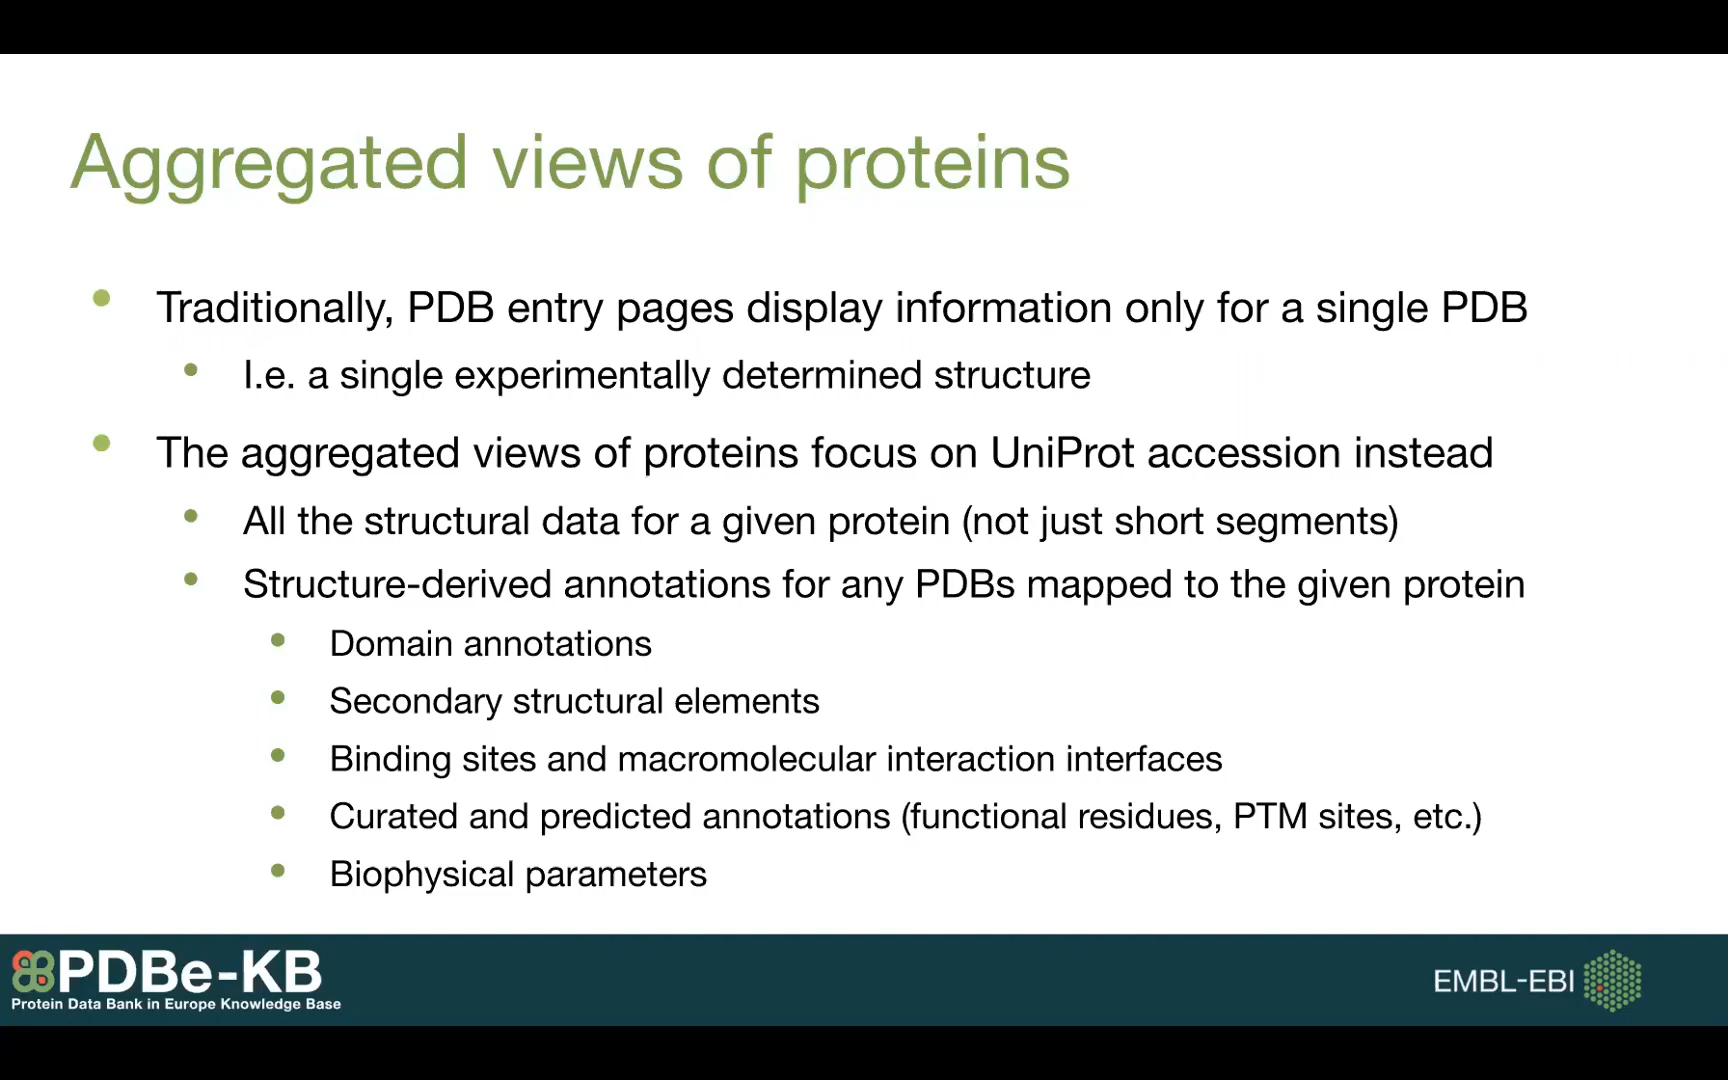 Aggregated views of proteins
Traditionally, PDB entry pages display information only for a single PDB
I.e. a single experimentally determined structure
The aggregated views of proteins focus on UniProt accession instead
All the structural data for a given protein (not just short segments)
Structure-derived annotations for any PDBs mapped to the given protein
Domain annotations
Secondary structural elements
Binding sites and macromolecular interaction interfaces
Curated and predicted annotations (functional residues, PTM sites, etc.)
Biophysical parameters
PDBe-KB
Protein Data Bank in Europe Knowledge Base
EMBL-EBI